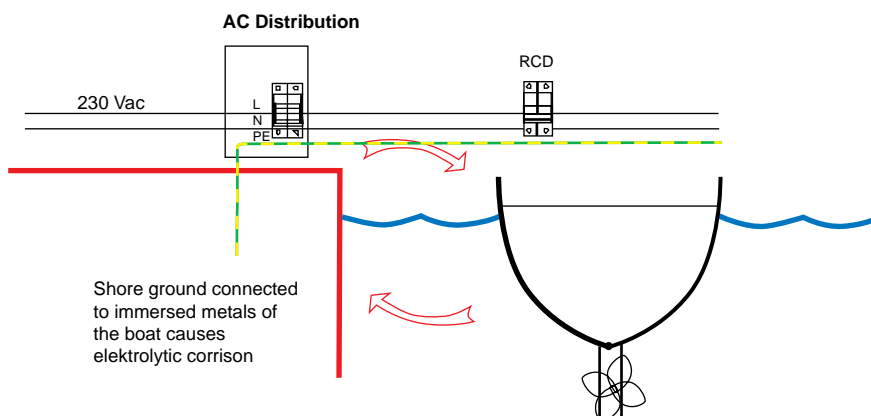 AC Distribution
RCD
230 Vac
L
N
PE
Shore ground connected
to immersed metals of
the boat causes
elektrolytic corrison